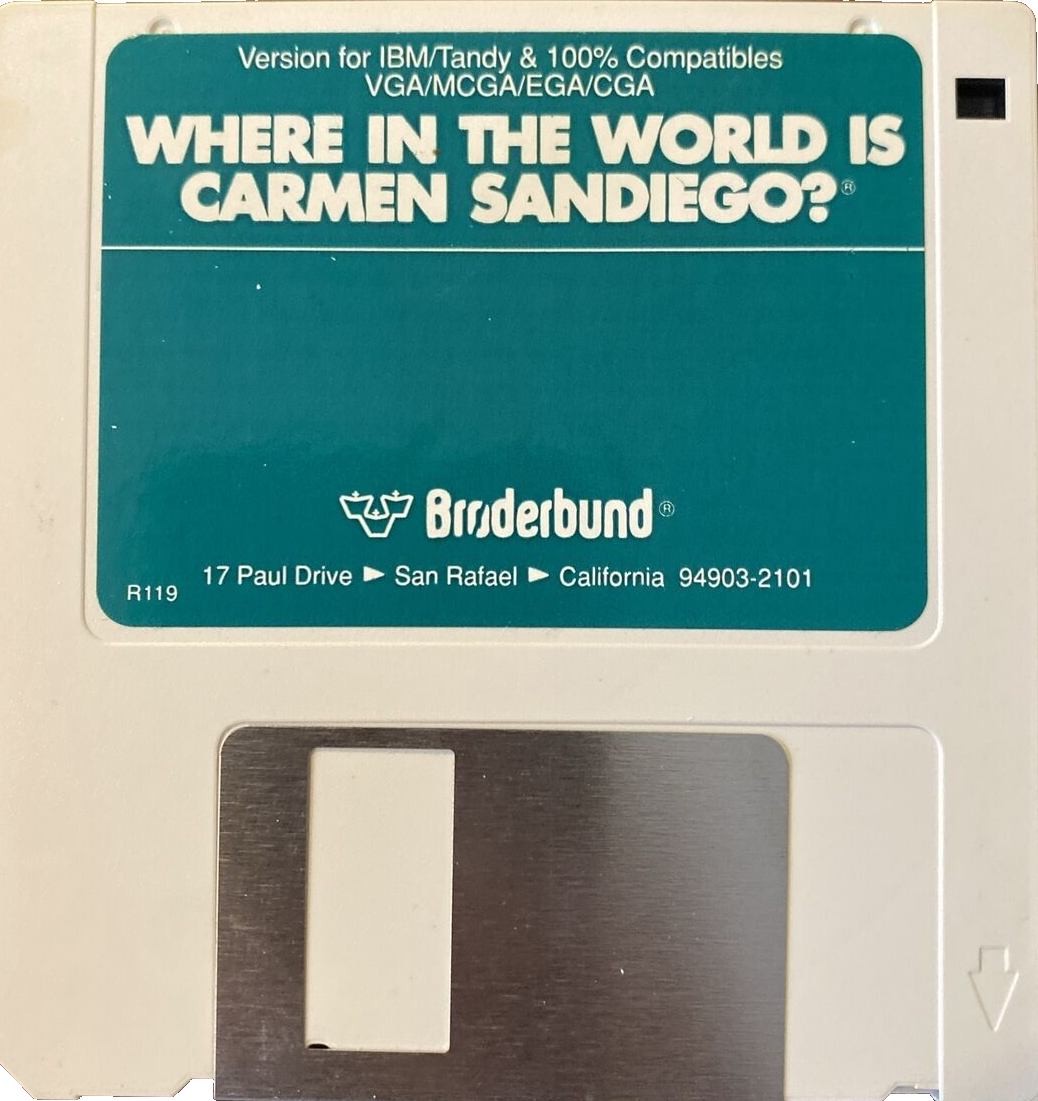 Version for IBM/Tandy & 100% Compatibles
VGA/MCGA/EGA/CGA
WHERE IN THE WORLD IS
CARMEN SANDIEGO?®
Brøderbund®
17 Paul Drive ► San Rafael ► California 94903-2101
R119